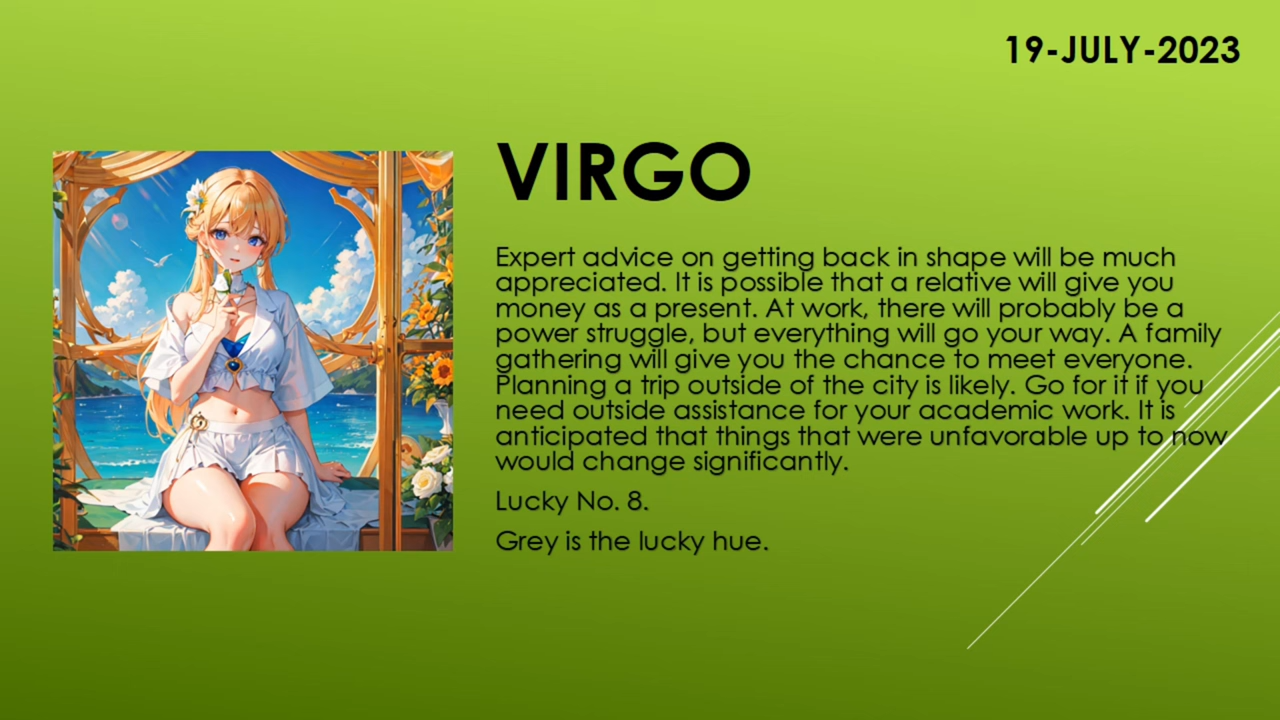 19-JULY-2023
VIRGO
Expert advice on getting back in shape will be much
appreciated. It is possible that a relative will give you
money as a present. At work, there will probably be a
power struggle, but everything will go your way. A family
gathering will give you the chance to meet everyone.
Planning a trip outside of the city is likely. Go for it if you
need outside assistance for your academic work. It is
anticipated that things that were unfavorable up to now
would change significantly.
Lucky No. 8.
Grey is the lucky hue.